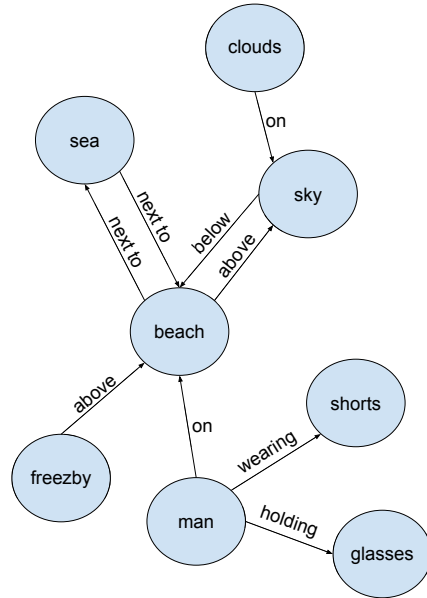 clouds
on
sea
sky
next to
next to
below
above
beach
above
on
shorts
wearing
freezby
man
holding
glasses